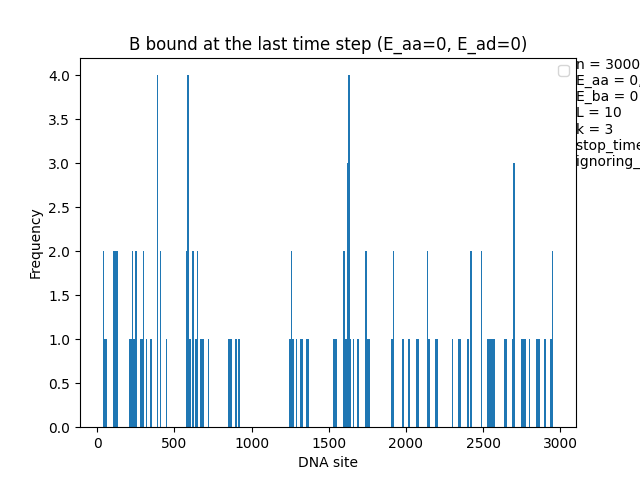 B bound at the last time step (E_aa=0, E_ad=0)
n = 3000
E_aa = 0,
E_ba = 0
L = 10
k = 3
stop_time
ignoring_
4.0
3.5
3.0
2.5
2.0
1.5
1.0
0.5
0.0
Frequency
0 500 1000 1500 2000 2500 3000
DNA site